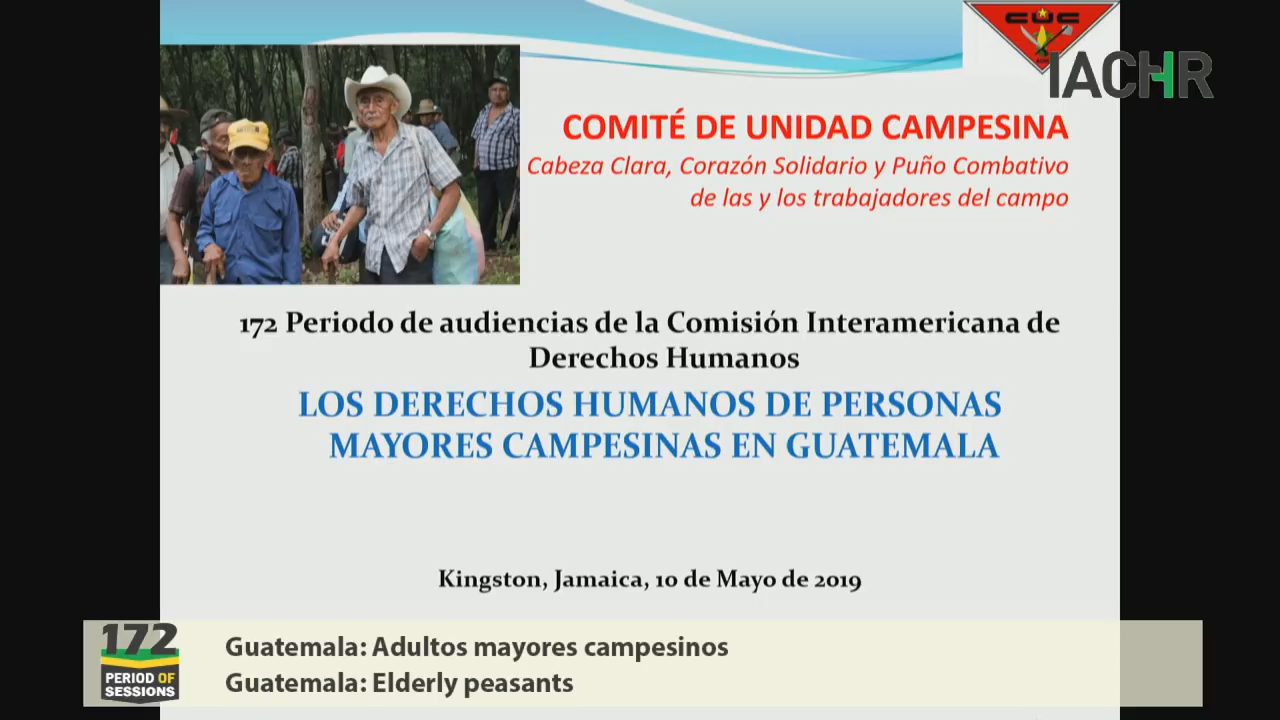 CUC
IACHR
COMITÉ DE UNIDAD CAMPESINA
Cabeza Clara, Corazón Solidario y Puño Combativo
de las y los trabajadores del campo
172 Periodo de audiencias de la Comisión Interamericana de
Derechos Humanos
LOS DERECHOS HUMANOS DE PERSONAS
MAYORES CAMPESINAS EN GUATEMALA
Kingston, Jamaica, 10 de Mayo de 2019
172
PERIOD OF
SESSIONS
Guatemala: Adultos mayores campesinos
Guatemala: Elderly peasants